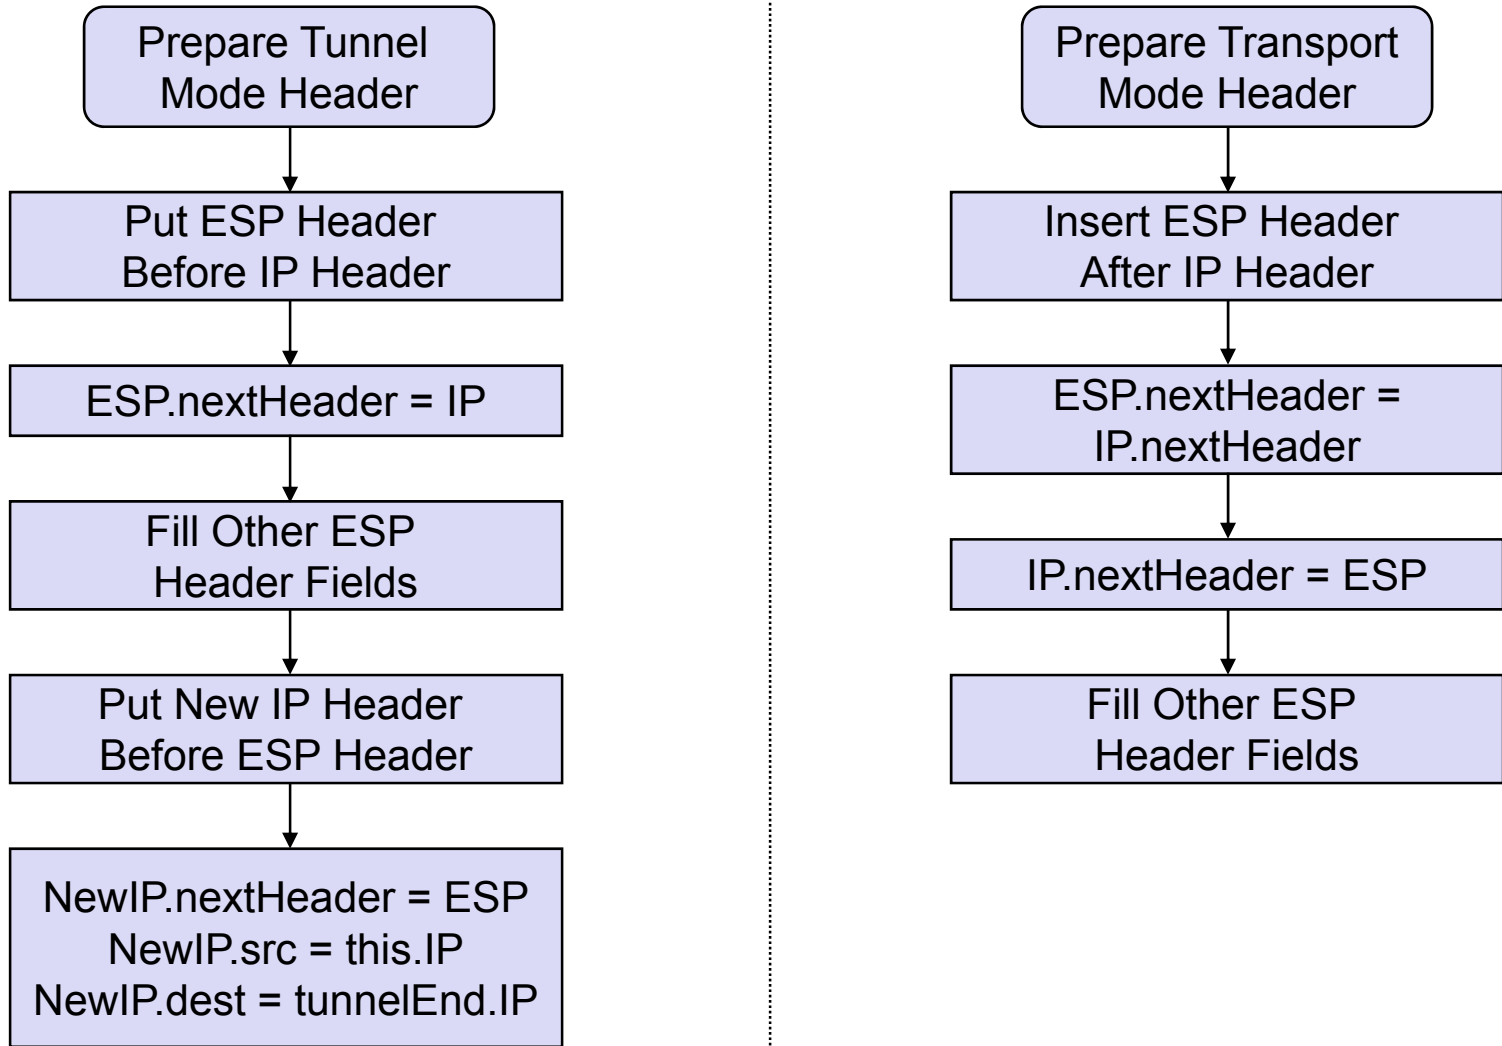 Prepare Tunnel
Mode Header
Put ESP Header
Before IP Header
ESP.nextHeader = IP
Fill Other ESP
Header Fields
Put New IP Header
Before ESP Header
NewIP.nextHeader = ESP
NewIP.src = this.IP
NewIP.dest = tunnelEnd.IP
Prepare Transport
Mode Header
Insert ESP Header
After IP Header
ESP.nextHeader =
IP.nextHeader
IP.nextHeader = ESP
Fill Other ESP
Header Fields